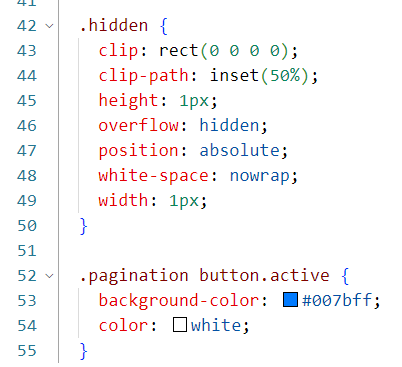 41
42 .hidden {
43 clip: rect(0 0 0 0);
44 clip-path: inset(50%);
45 height: 1px;
46 overflow: hidden;
47 position: absolute;
48 white-space: nowrap;
49 width: 1px;
50 }
51
52 .pagination button.active {
53 background-color: #007bff;
54 color: white;
55 }